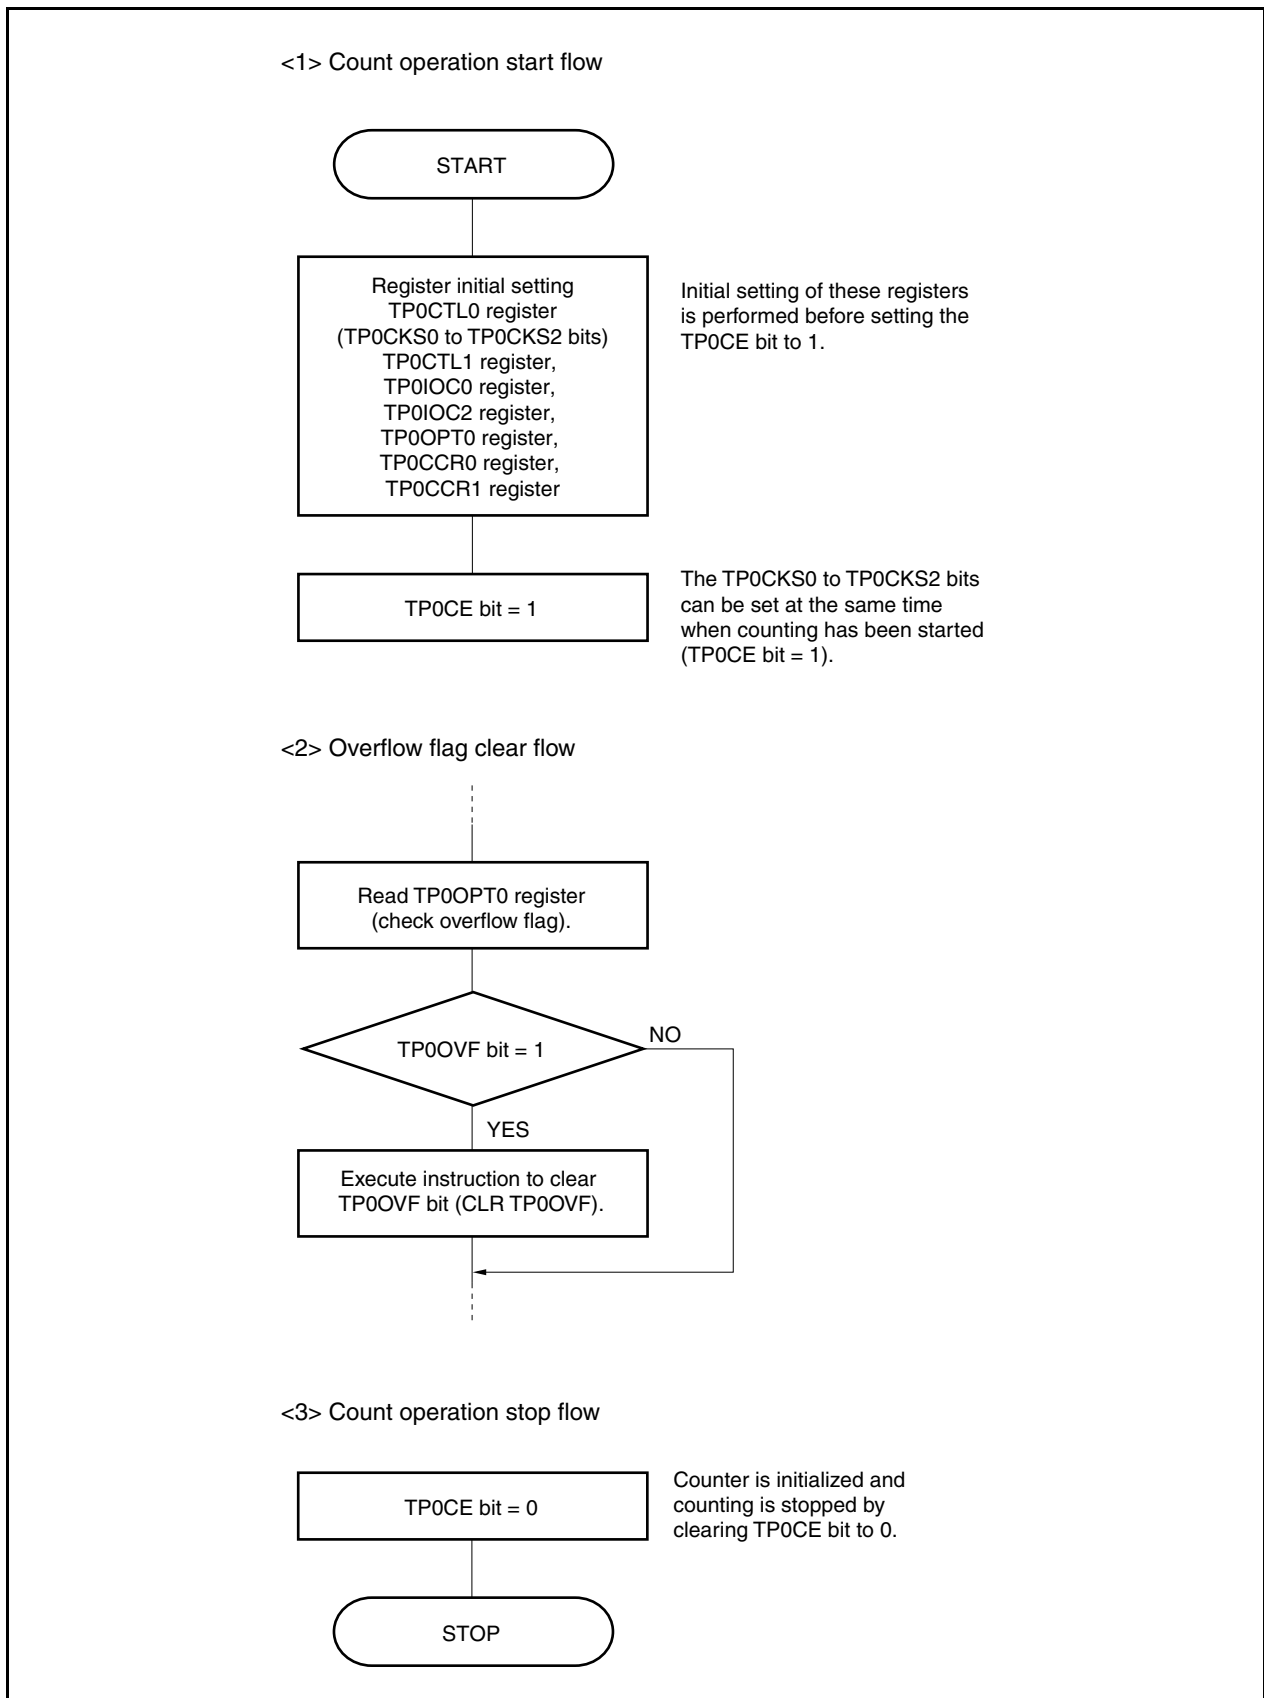 <1> Count operation start flow
START
Register initial setting
TP0CTL0 register
(TP0CKS0 to TP0CKS2 bits)
TP0CTL1 register,
TP0IOC0 register,
TP0IOC2 register,
TP0OPT0 register,
TP0CCR0 register,
TP0CCR1 register
Initial setting of these registers
is performed before setting the
TP0CE bit to 1.
TP0CE bit = 1
The TP0CKS0 to TP0CKS2 bits
can be set at the same time
when counting has been started
(TP0CE bit = 1).
<2> Overflow flag clear flow
Read TP0OPT0 register
(check overflow flag).
TP0OVF bit = 1
NO
YES
Execute instruction to clear
TP0OVF bit (CLR TP0OVF).
<3> Count operation stop flow
TP0CE bit = 0
Counter is initialized and
counting is stopped by
clearing TP0CE bit to 0.
STOP